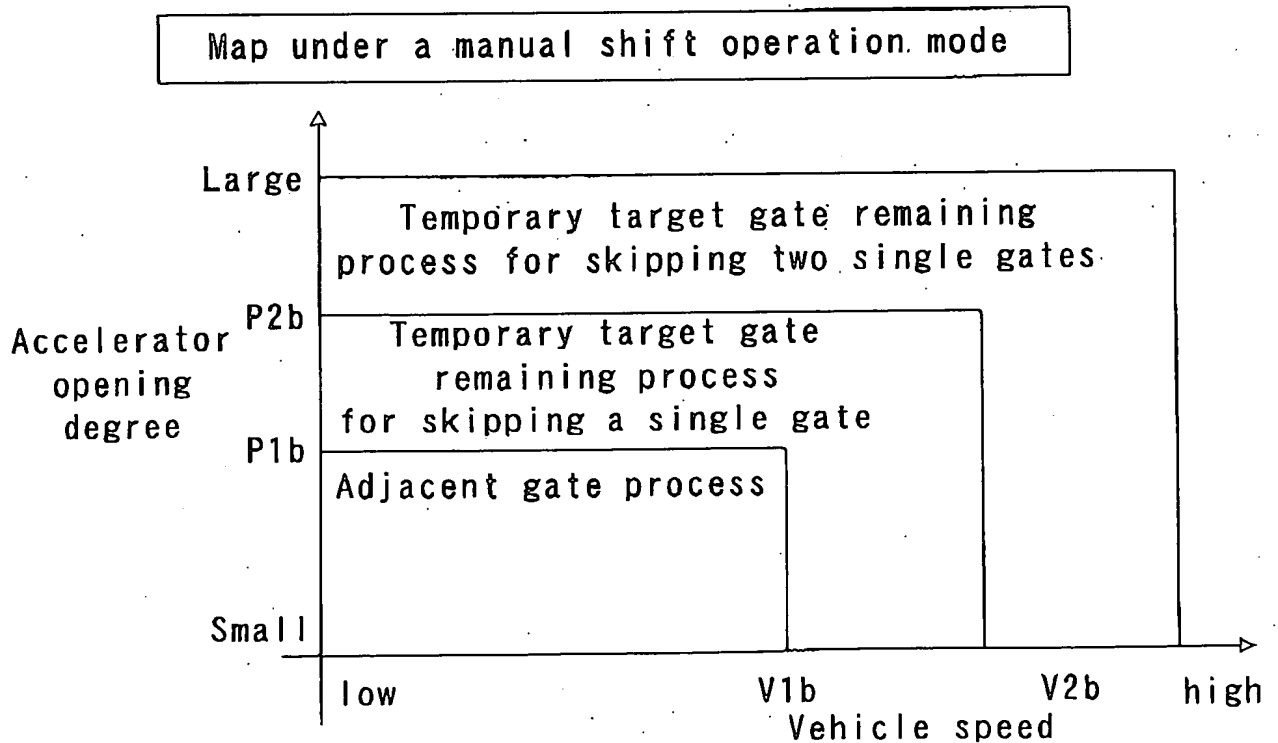 Map under a manual shift operation mode
Large
Temporary target gate remaining
process for skipping two single gates
P2b
Accelerator
opening
degree
Temporary target gate
remaining process
for skipping a single gate
P1b
Adjacent gate process
Small
low
V1b
V2b
high
Vehicle speed